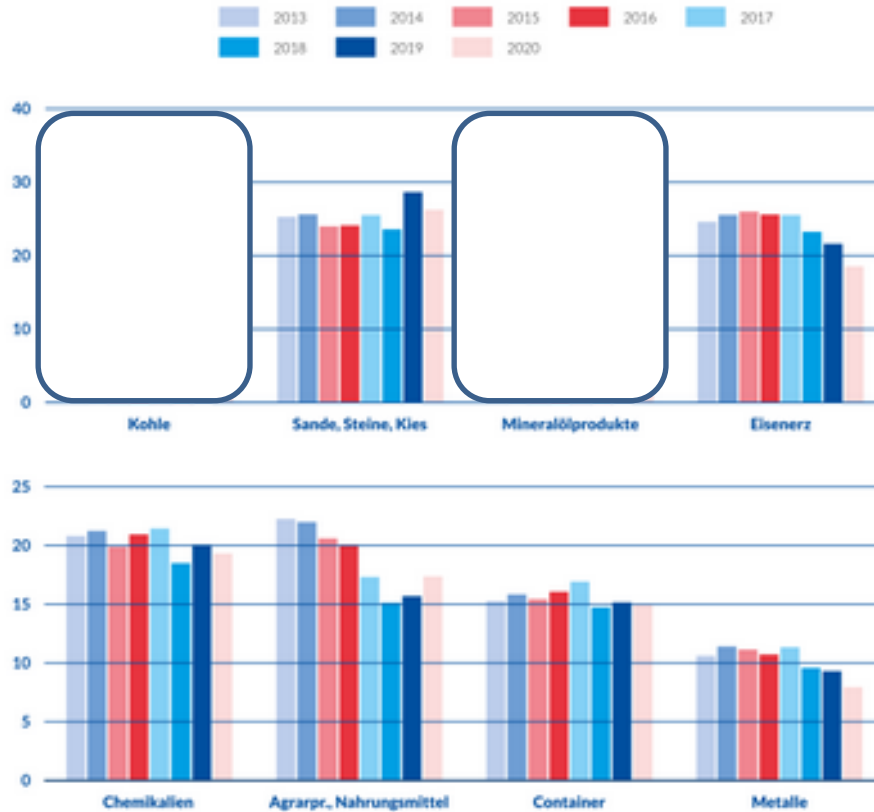 2013 2014 2015 2016 2017
2018 2019 2020
40
30
20
10
0
Kohle Sande, Steine, Kies Mineralölprodukte Eisenerz
25
20
15
10
5
0
Chemikalien Agrarpr., Nahrungsmittel Container Metalle